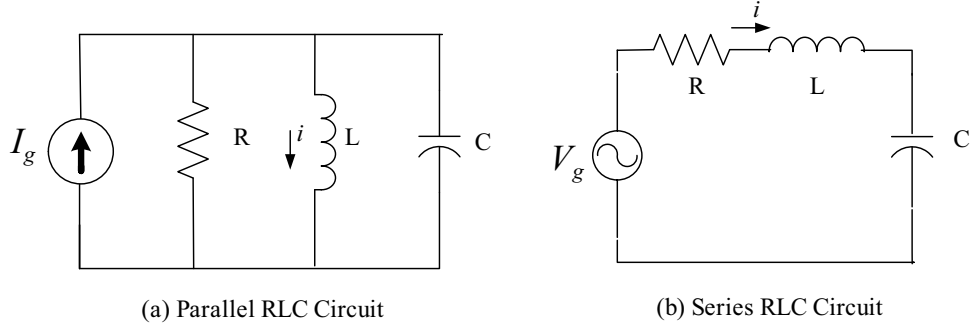 I_g
R
i
L
C
(a) Parallel RLC Circuit
i
R
L
V_g
C
(b) Series RLC Circuit